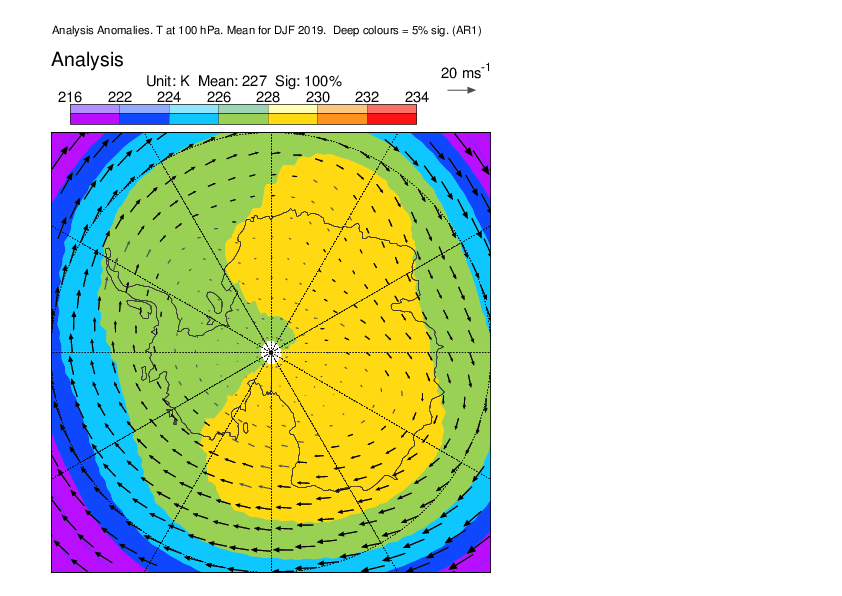 Analysis Anomalies. T at 100 hPa. Mean for DJF 2019.  Deep colours = 5% sig. (AR1)
Analysis
20 ms-1
Unit: K  Mean: 227  Sig: 100%
216 222 224 226 228 230 232 234